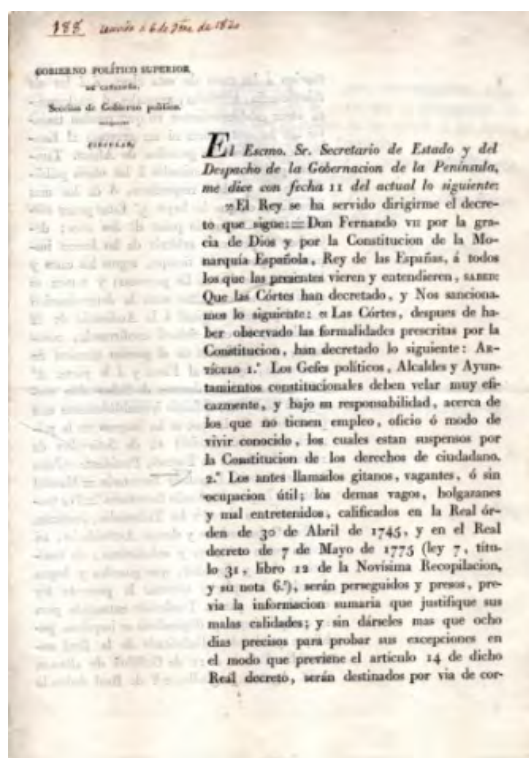 188
de 1820
GOBIERNO POLÍTICO SUPERIOR
DE CATALUÑA.
Seccion de Gobierno político.
CIRCULAR.
El Escmo. Sr. Secretario de Estado y del
Despacho de la Gobernacion de la Península,
me dice con fecha 11 del actual lo siguiente:
"El Rey se ha servido dirigirme el decre-
to que sigue:=Don Fernando VII por la gra-
cia de Dios y por la Constitucion de la Mo-
narquía Española, Rey de las Españas, á todos
los que las presentes vieren y entendieren, SABED:
Que las Córtes han decretado, y Nos sanciona-
mos lo siguiente: "Las Córtes, despues de ha-
ber observado las formalidades prescritas por la
Constitucion, han decretado lo siguiente: AR-
TÍCULO 1.º Los Gefes políticos, Alcaldes y Ayun-
tamientos constitucionales deben velar muy efi-
cazmente, y bajo su responsabilidad, acerca de
los que no tienen empleo, oficio ó modo de
vivir conocido, los cuales estan suspensos por
la Constitucion de los derechos de ciudadano.
2.º Los antes llamados gitanos, vagantes, ó sin
ocupacion útil; los demas vagos, holgazanes
y mal entretenidos, calificados en la Real ór-
den de 30 de Abril de 1745, y en el Real
decreto de 7 de Mayo de 1775 (ley 7, títu-
lo 31, libro 12 de la Novísima Recopilacion,
y su nota 6.ª), serán perseguidos y presos, pre-
via la informacion sumaria que justifique sus
malas calidades; y sin dárseles mas que ocho
dias precisos para probar sus excepciones en
el modo que previene el artículo 14 de dicho
Real decreto, serán destinados por via de cor-